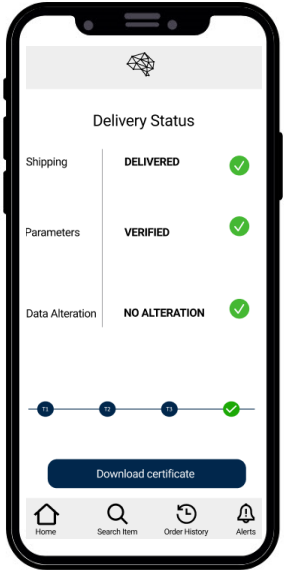 Delivery Status
Shipping DELIVERED
Parameters VERIFIED
Data Alteration NO ALTERATION
T1 T2 T3
Download certificate
Home Search Item Order History Alerts